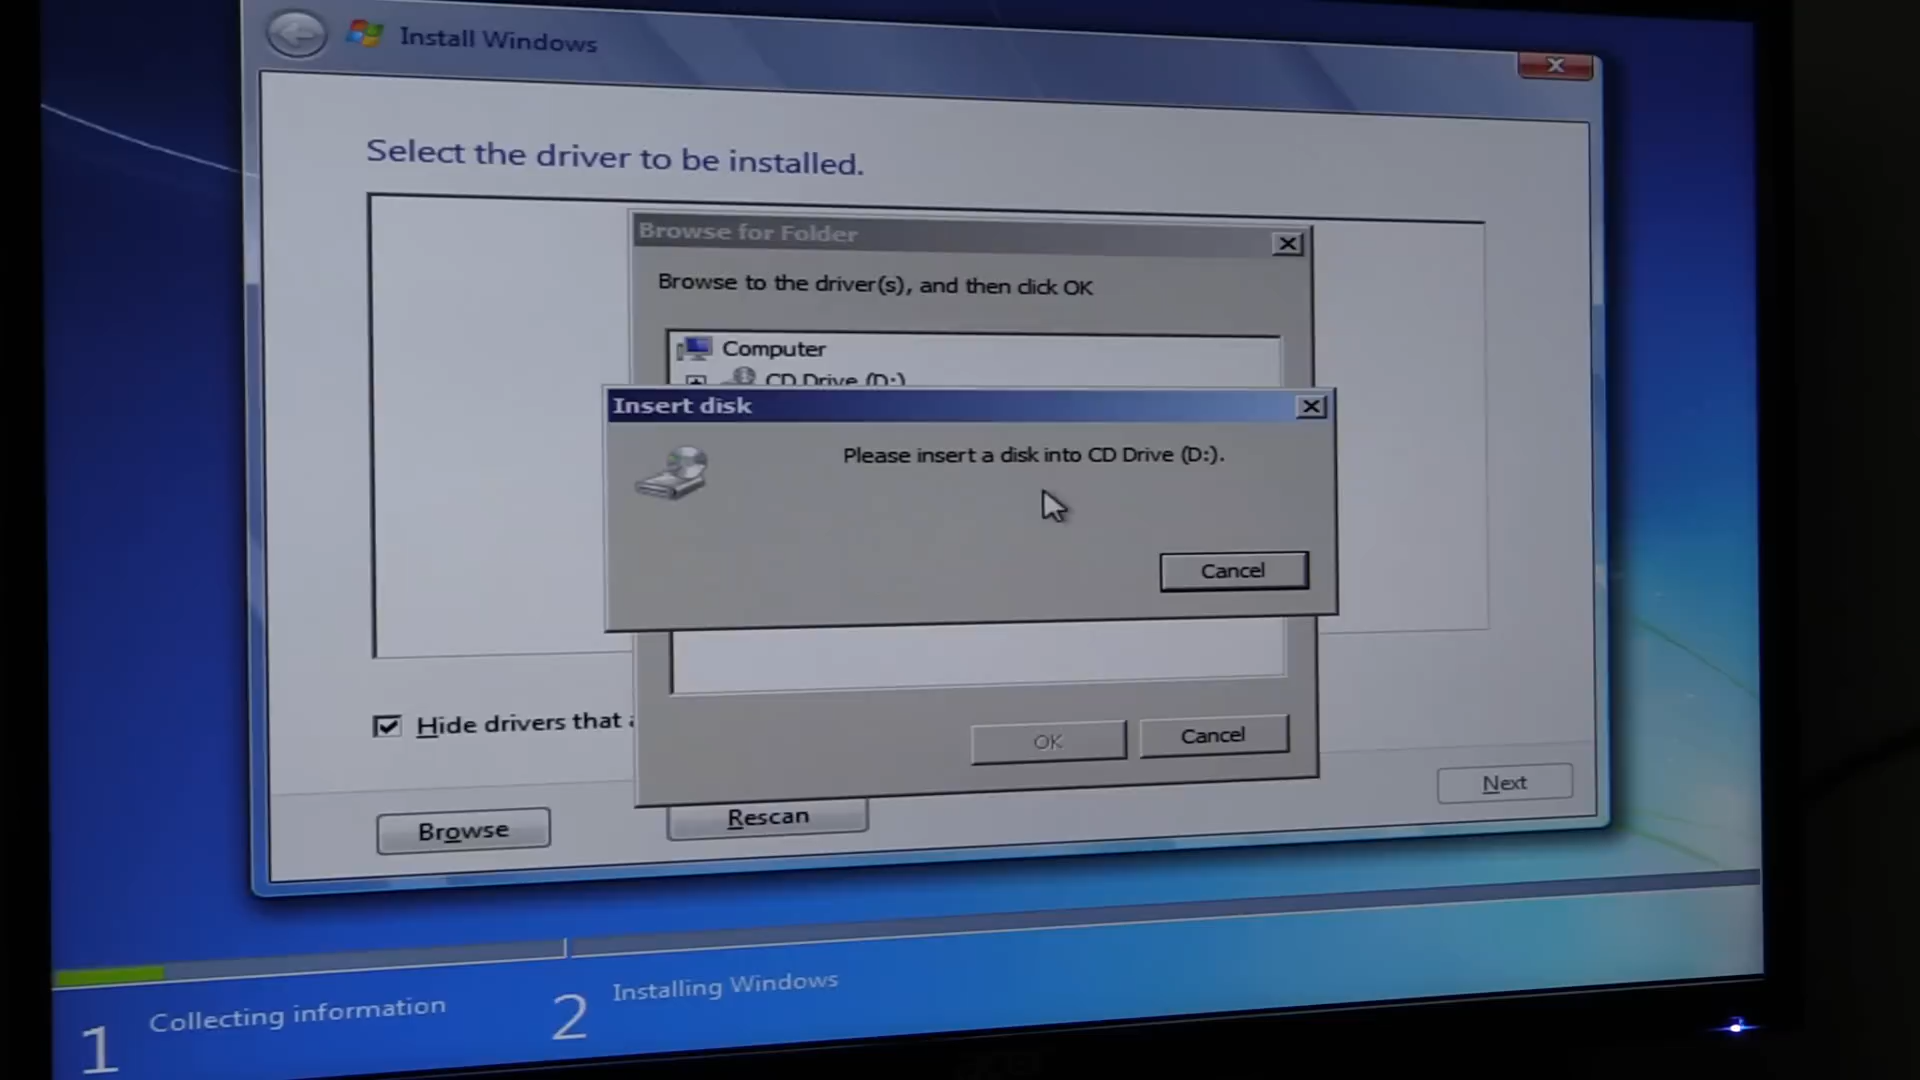 Install Windows
Select the driver to be installed.
Browse for Folder
Browse to the driver(s), and then click OK
Computer
CD Drive (D:)
Insert disk
Please insert a disk into CD Drive (D:).
Cancel
Hide drivers that a
OK
Cancel
Next
Browse
Rescan
1 Collecting information
2 Installing Windows